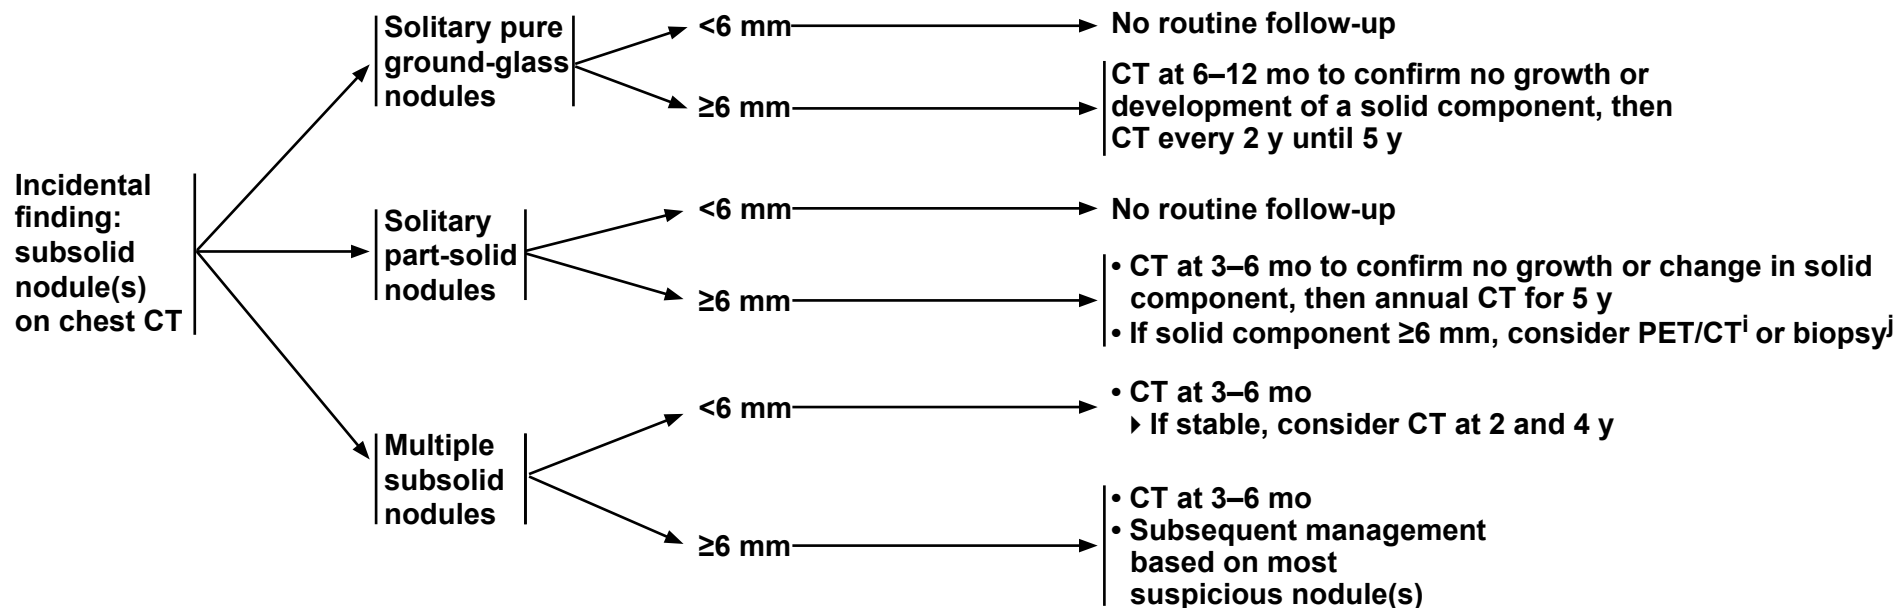 Incidental
finding:
subsolid
nodule(s)
on chest CT
Solitary pure
ground-glass
nodules
<6 mm
No routine follow-up
≥6 mm
CT at 6–12 mo to confirm no growth or
development of a solid component, then
CT every 2 y until 5 y
Solitary
part-solid
nodules
<6 mm
No routine follow-up
≥6 mm
• CT at 3–6 mo to confirm no growth or change in solid
component, then annual CT for 5 y
• If solid component ≥6 mm, consider PET/CTⁱ or biopsyʲ
Multiple
subsolid
nodules
<6 mm
• CT at 3–6 mo
▸ If stable, consider CT at 2 and 4 y
≥6 mm
• CT at 3–6 mo
• Subsequent management
based on most
suspicious nodule(s)